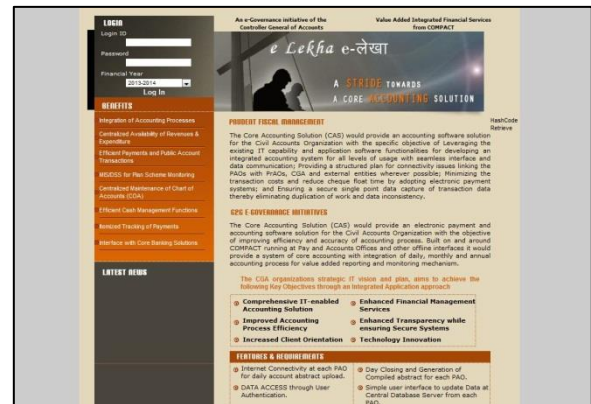 LOGIN
Login ID
Password
Financial Year
2013-2014
Log In
BENEFITS
Integration of Accounting Processes
Centralized Availability of Revenues &
Expenditure
Efficient Payments and Public Account
Transactions
MIS/DSS for Plan Scheme Monitoring
Centralized Maintenance of Chart of
Accounts (COA)
Efficient Cash Management Functions
Itemized Tracking of Payments
Interface with Core Banking Solutions
LATEST NEWS
An e-Governance initiative of the
Controller General of Accounts
Value Added Integrated Financial Services
from COMPACT
e Lekha e-लेखा
A STRIDE TOWARDS
A CORE ACCOUNTING SOLUTION
PRUDENT FISCAL MANAGEMENT
The Core Accounting Solution (CAS) would provide an accounting software solution
for the Civil Accounts Organization with the specific objective of Leveraging the
existing IT capability and application software functionalities for developing an
integrated accounting system for all levels of usage with seamless interface and
data communication; Providing a structured plan for connectivity issues linking the
PAOs with PrAOs, CGA and external entities wherever possible; Minimizing the
transaction costs and reduce cheque float time by adopting electronic payment
systems; and Ensuring a secure single point data capture of transaction data
thereby eliminating duplication of work and data inconsistency.
G2G E-GOVERNANCE INITIATIVES
The Core Accounting Solution (CAS) would provide an electronic payment and
accounting software solution for the Civil Accounts Organization with the objective
of improving efficiency and accuracy of accounting process. Built on and around
COMPACT running at Pay and Accounts Offices and other offline interfaces it would
provide a system of core accounting with integration of daily, monthly and annual
accounting process for value added reporting and monitoring mechanism.
The CGA organizations strategic IT vision and plan, aims to achieve the
following Key Objectives through an Integrated Application approach
Comprehensive IT-enabled
Accounting Solution
Improved Accounting
Process Efficiency
Increased Client Orientation
Enhanced Financial Management
Services
Enhanced Transparency while
ensuring Secure Systems
Technology Innovation
FEATURES & REQUIREMENTS
Internet Connectivity at each PAO
for daily account abstract upload.
DATA ACCESS through User
Authentication.
Day Closing and Generation of
Compiled abstract for each PAO.
Simple user interface to update Data at
Central Database Server from each
PAO.
HashCode
Retrieve